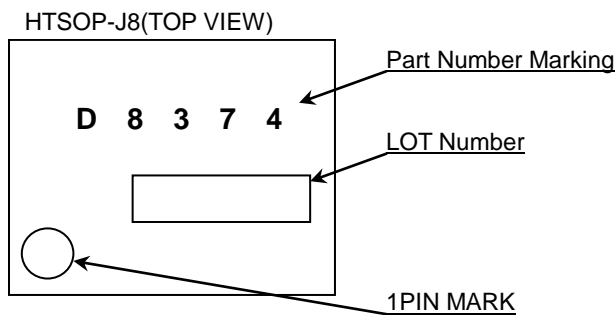 HTSOP-J8(TOP VIEW)
Part Number Marking
D 8 3 7 4
LOT Number
1PIN MARK